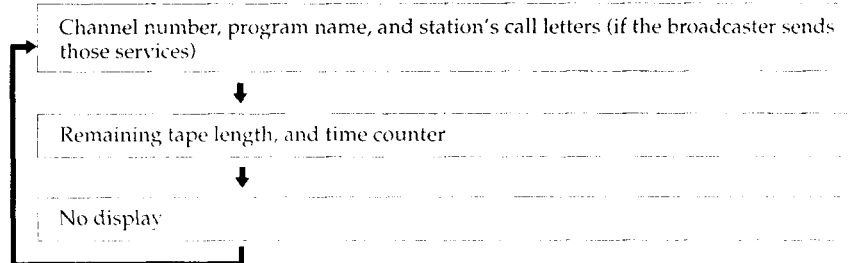 Channel number, program name, and station's call letters (if the broadcaster sends
those services)
Remaining tape length, and time counter
No display